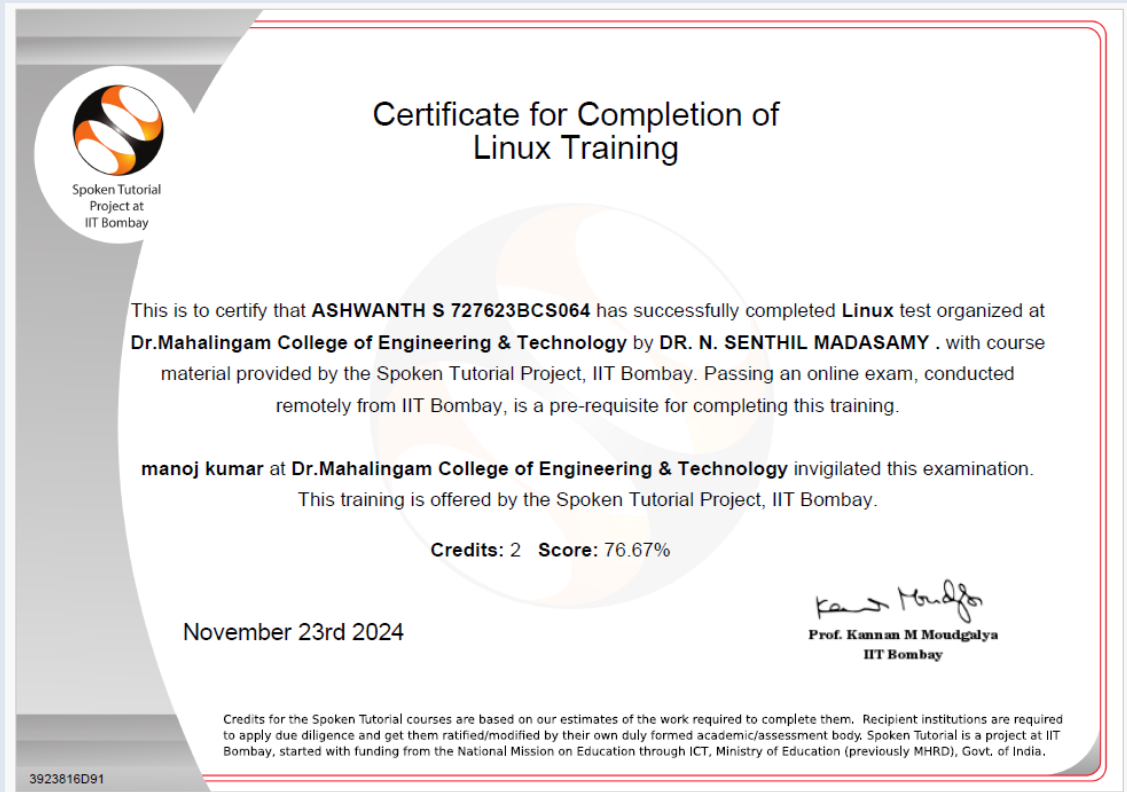 Spoken Tutorial
Project at
IIT Bombay
Certificate for Completion of
Linux Training
This is to certify that ASHWANTH S 727623BCS064 has successfully completed Linux test organized at
Dr.Mahalingam College of Engineering & Technology by DR. N. SENTHIL MADASAMY . with course
material provided by the Spoken Tutorial Project, IIT Bombay. Passing an online exam, conducted
remotely from IIT Bombay, is a pre-requisite for completing this training.
manoj kumar at Dr.Mahalingam College of Engineering & Technology invigilated this examination.
This training is offered by the Spoken Tutorial Project, IIT Bombay.
Credits: 2 Score: 76.67%
November 23rd 2024
Prof. Kannan M Moudgalya
IIT Bombay
Credits for the Spoken Tutorial courses are based on our estimates of the work required to complete them. Recipient institutions are required
to apply due diligence and get them ratified/modified by their own duly formed academic/assessment body. Spoken Tutorial is a project at IIT
Bombay, started with funding from the National Mission on Education through ICT, Ministry of Education (previously MHRD), Govt. of India.
3923816D91